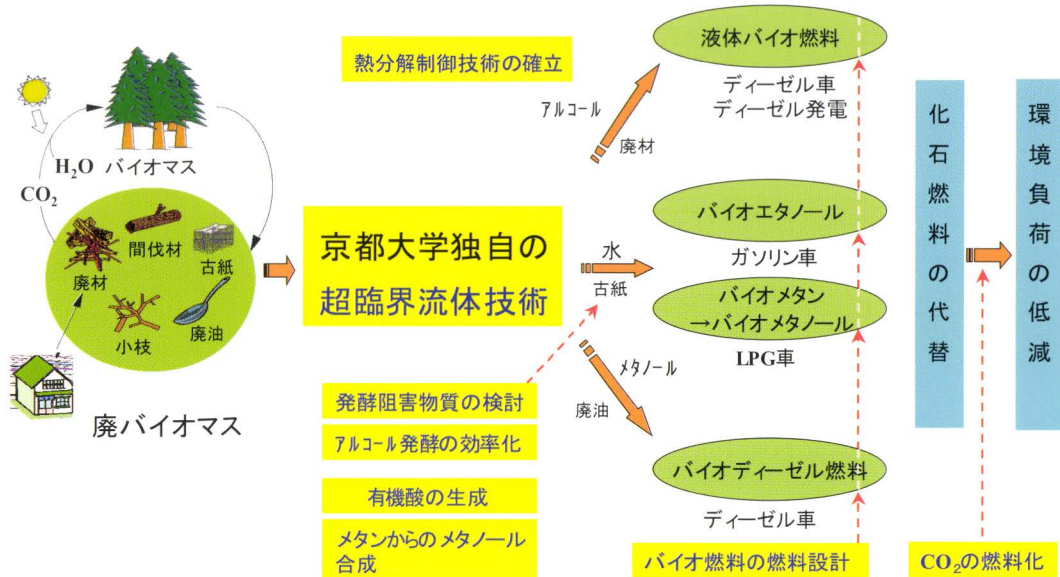 H₂O
バイオマス
CO₂
間伐材
古紙
廃材
小枝
廃油
廃バイオマス
京都大学独自の
超臨界流体技術
熱分解制御技術の確立
アルコール
廃材
水
古紙
メタノール
廃油
発酵阻害物質の検討
アルコール発酵の効率化
有機酸の生成
メタンからのメタノール
合成
液体バイオ燃料
ディーゼル車
ディーゼル発電
バイオエタノール
ガソリン車
バイオメタン
→バイオメタノール
LPG車
バイオディーゼル燃料
ディーゼル車
バイオ燃料の燃料設計
化石燃料の代替
環境負荷の低減
CO₂の燃料化